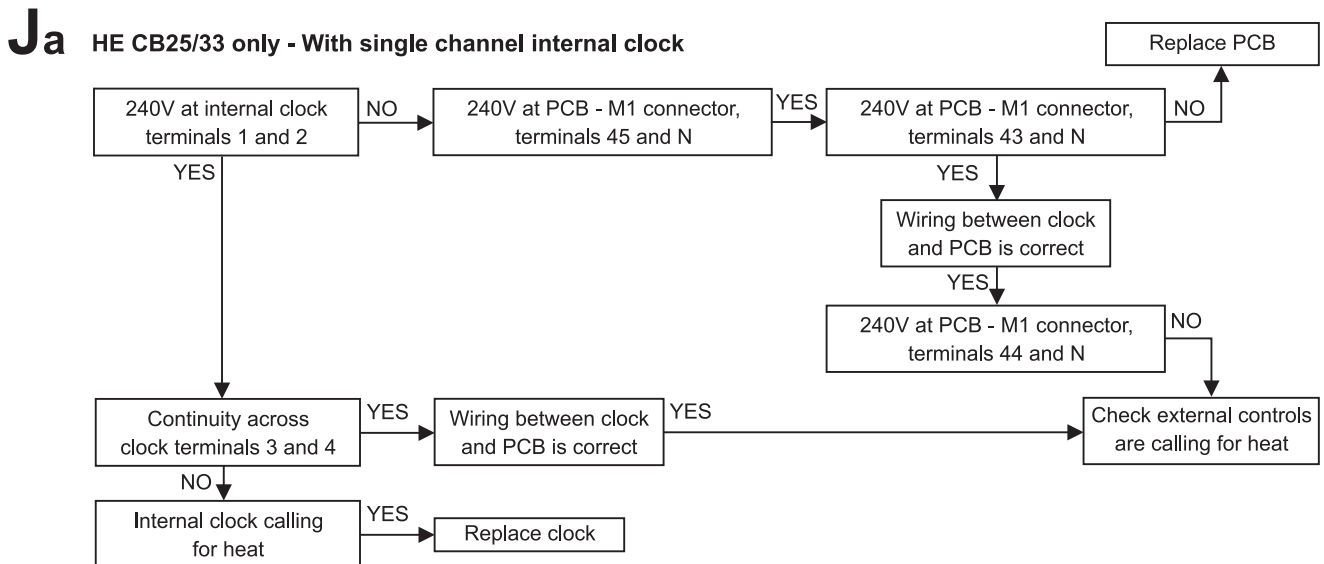 Ja HE CB25/33 only - With single channel internal clock
Replace PCB
240V at internal clock
terminals 1 and 2
NO
240V at PCB - M1 connector,
terminals 45 and N
YES
240V at PCB - M1 connector,
terminals 43 and N
NO
YES
YES
Wiring between clock
and PCB is correct
YES
240V at PCB - M1 connector,
terminals 44 and N
NO
Continuity across
clock terminals 3 and 4
YES
Wiring between clock
and PCB is correct
YES
Check external controls
are calling for heat
NO
Internal clock calling
for heat
YES
Replace clock